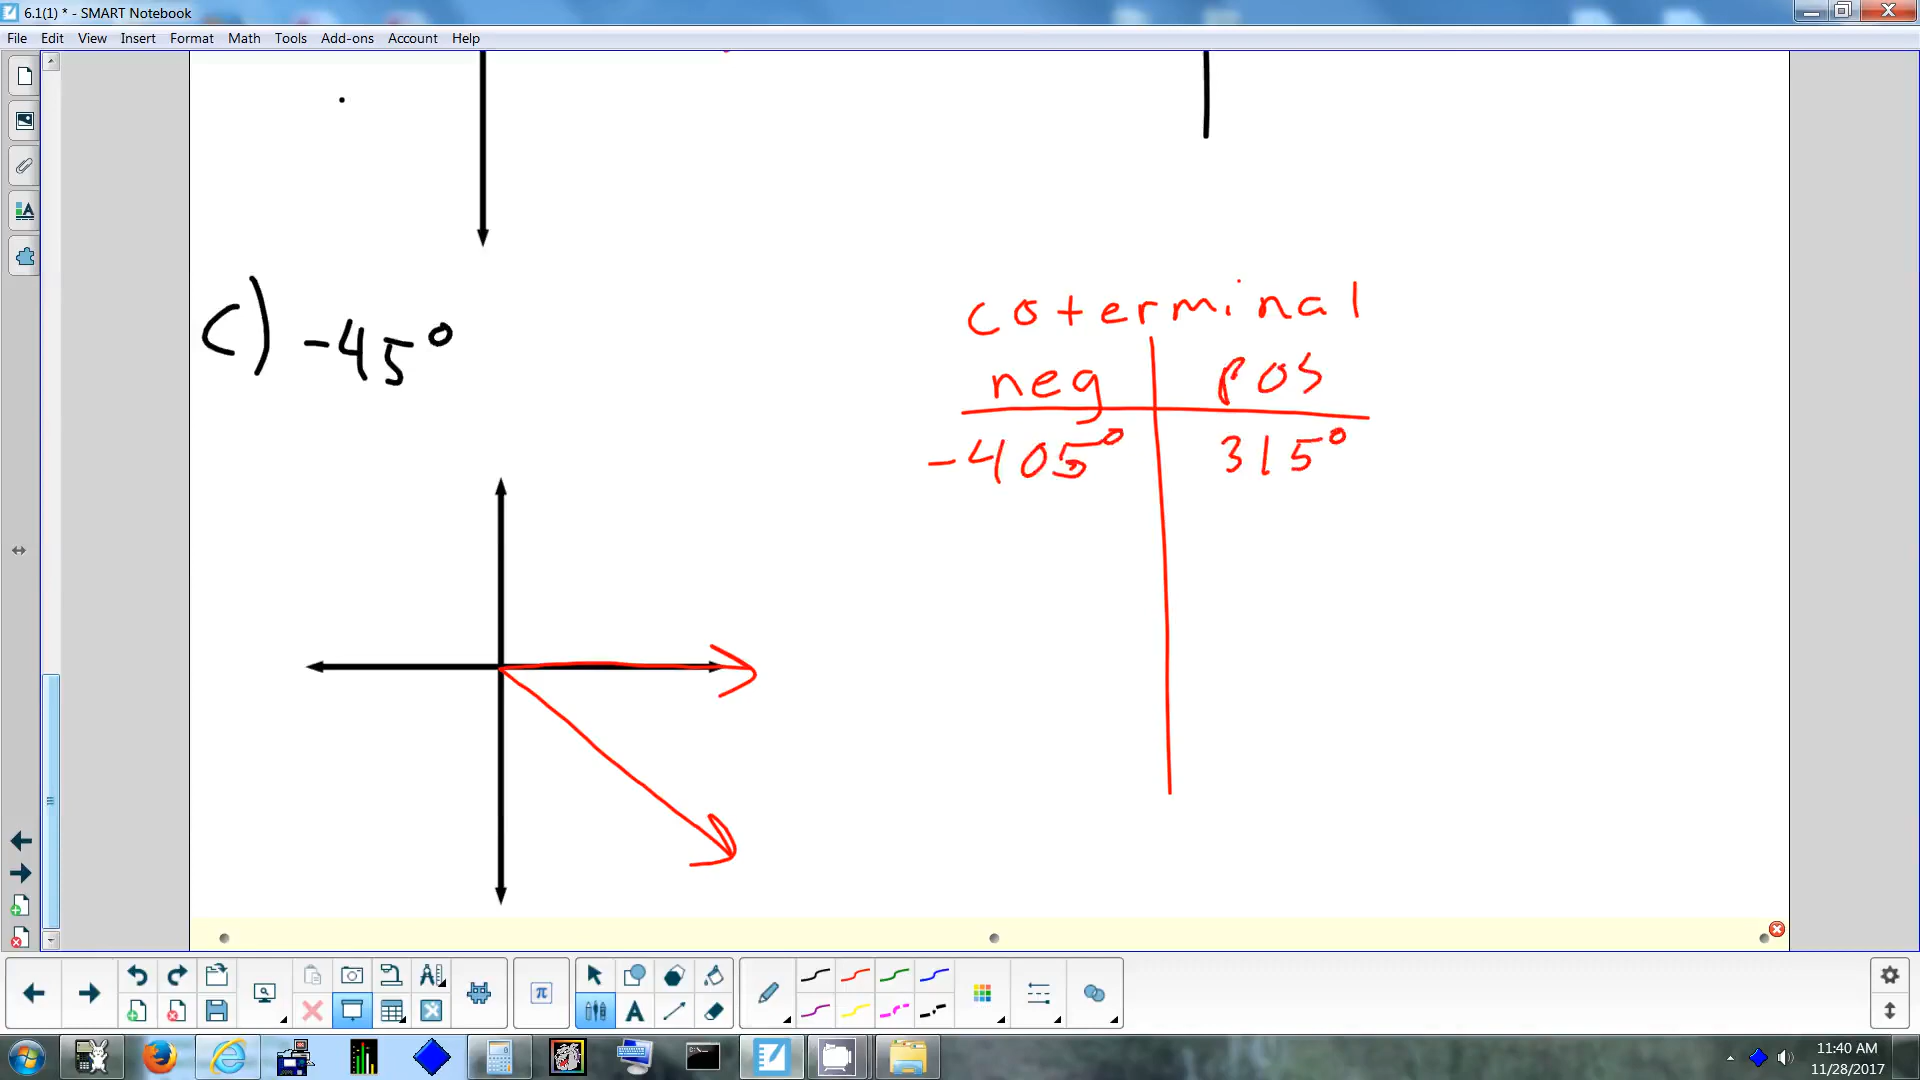 6.1(1) * - SMART Notebook
File Edit View Insert Format Math Tools Add-ons Account Help
c) -45°
coterminal
neg pos
-405° 315°
π
A
11:40 AM
11/28/2017